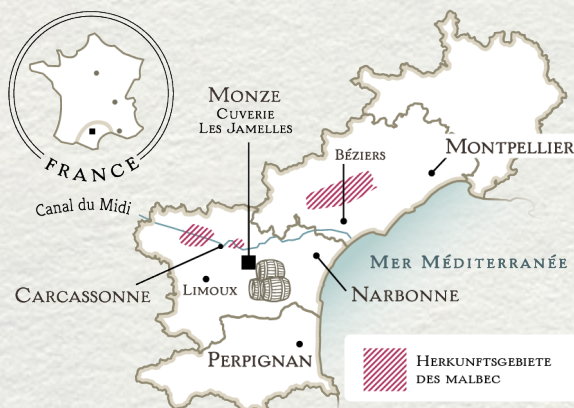 FRANCE
Canal du Midi
MONZE
CUVERIE
LES JAMELLES
BÉZIERS
MONTPELLIER
MER MÉDITERRANÉE
CARCASSONNE
LIMOUX
NARBONNE
PERPIGNAN
HERKUNFTSGEBIETE
DES MALBEC